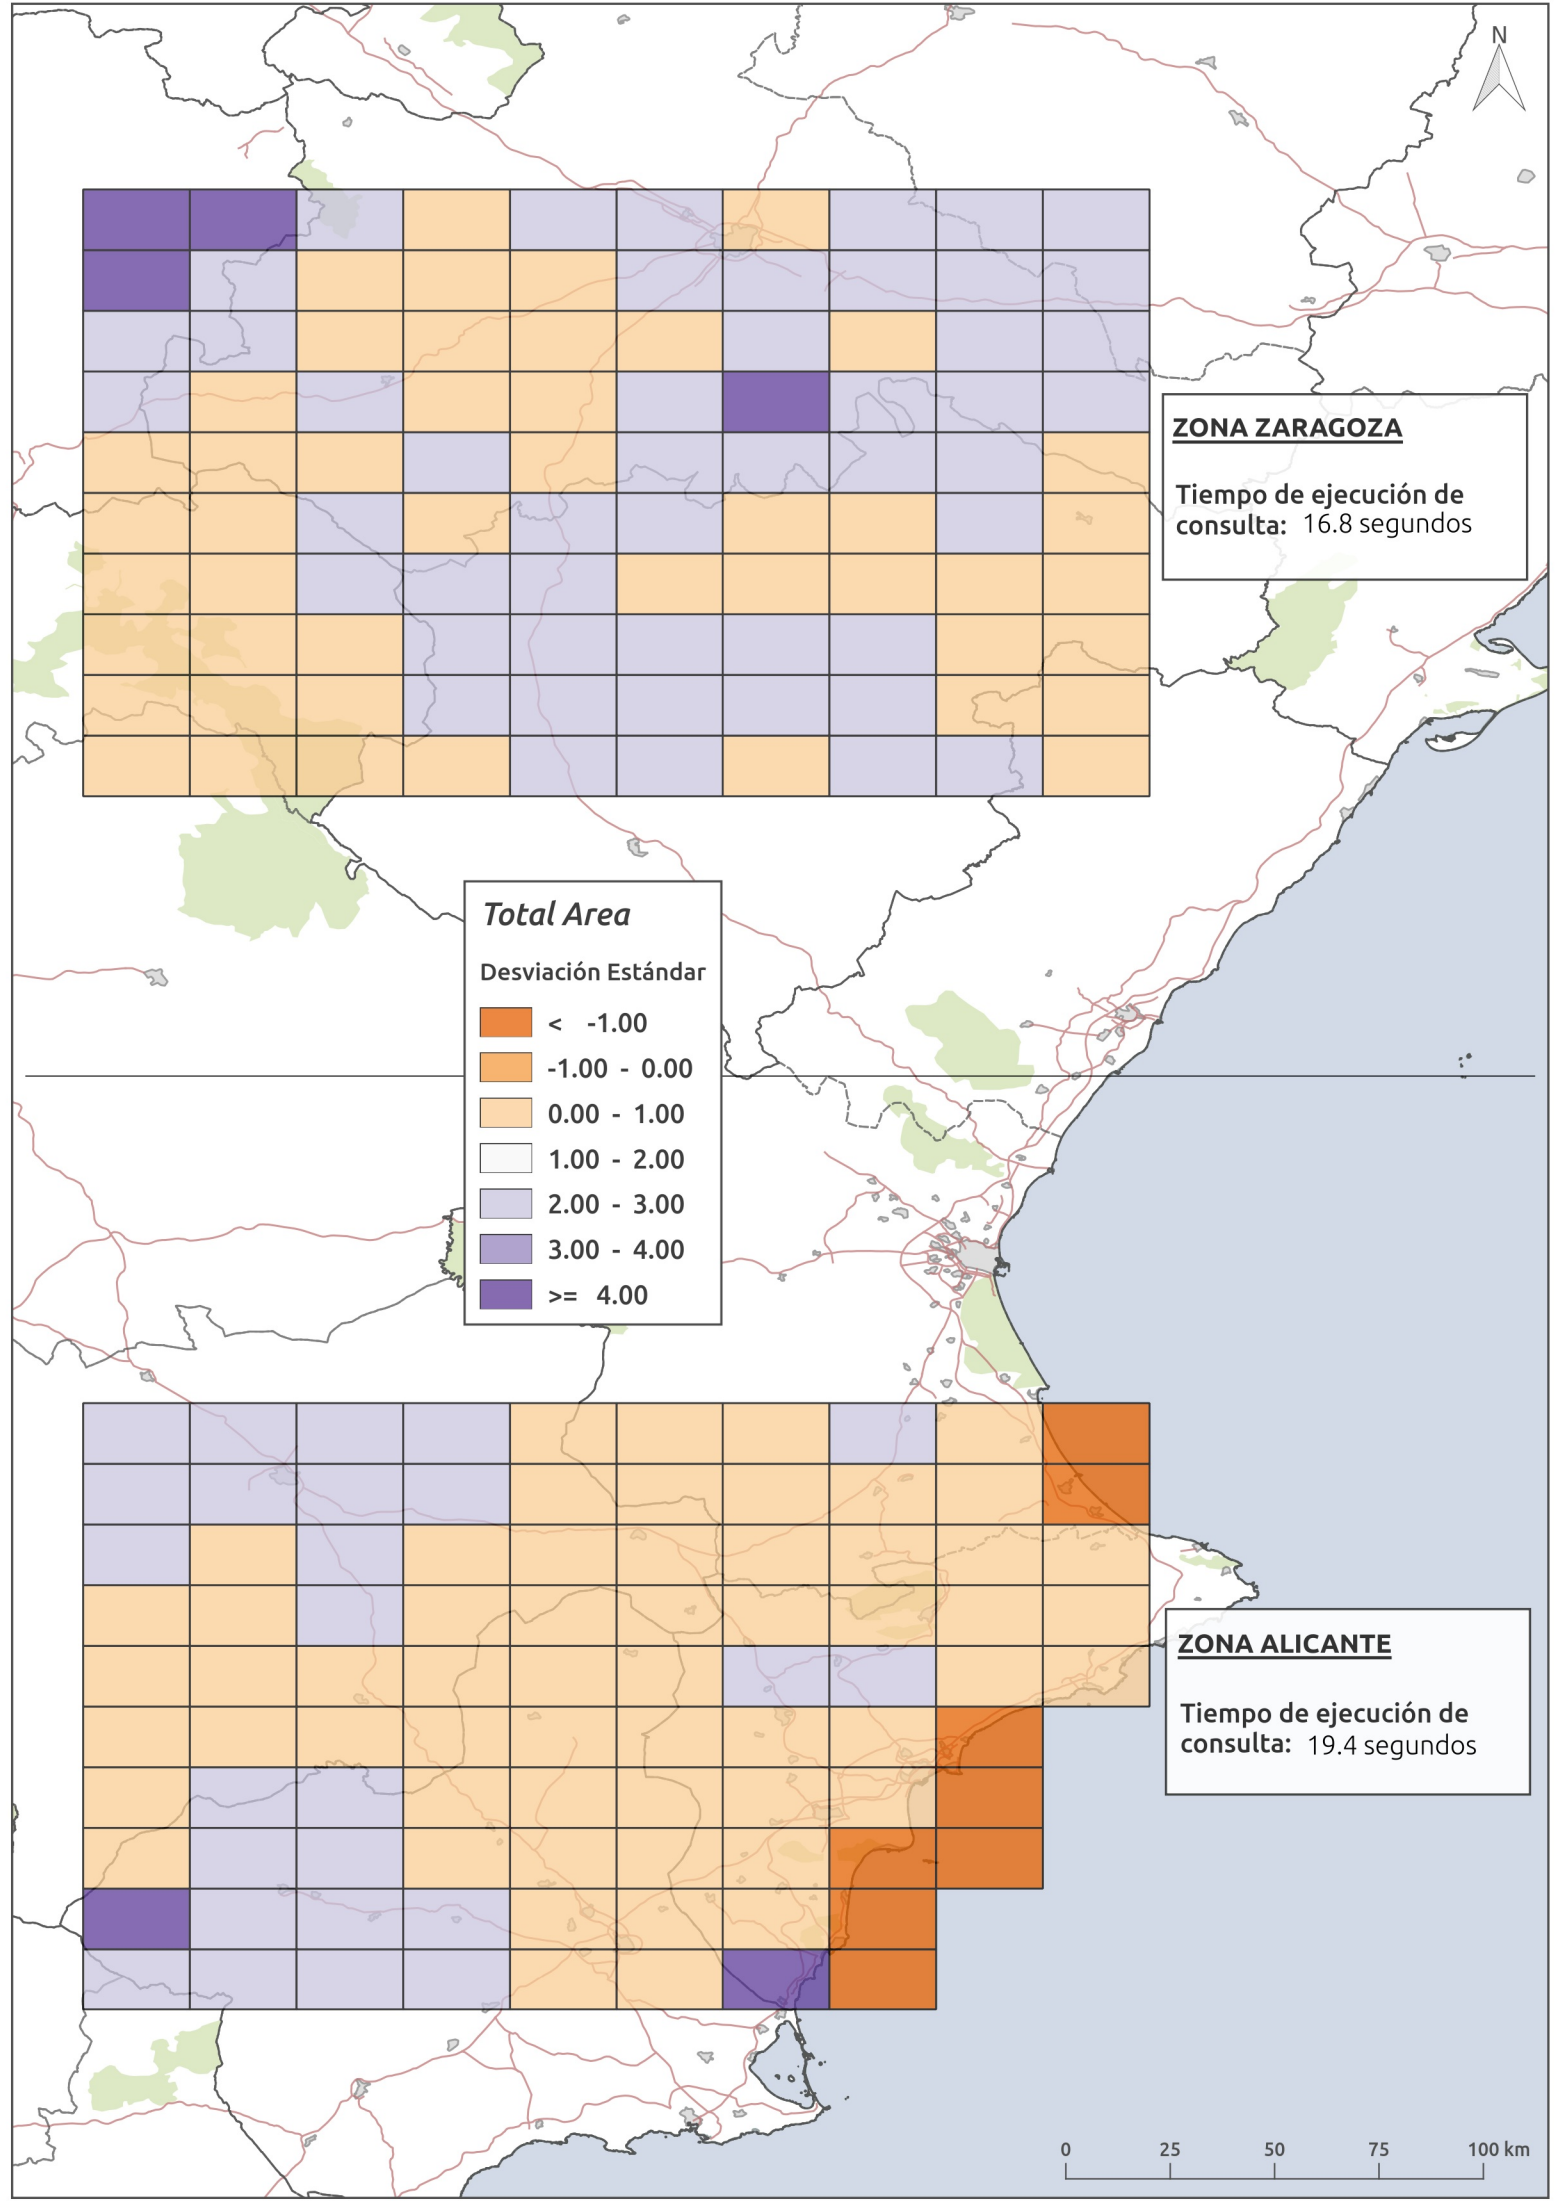 N
ZONA ZARAGOZA
Tiempo de ejecución de
consulta: 16.8 segundos
Total Area
Desviación Estándar
< -1.00
-1.00 - 0.00
0.00 - 1.00
1.00 - 2.00
2.00 - 3.00
3.00 - 4.00
>= 4.00
ZONA ALICANTE
Tiempo de ejecución de
consulta: 19.4 segundos
0 25 50 75 100 km